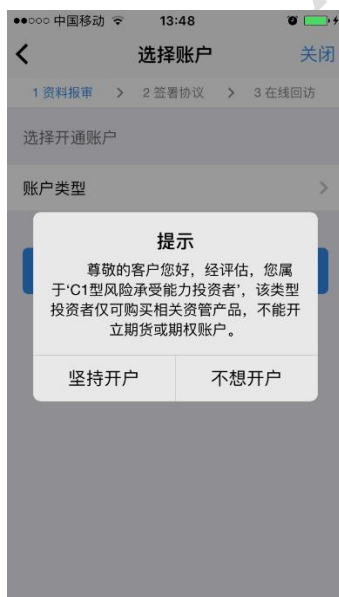 中国移动 13:48
选择账户 关闭
1 资料报审 > 2 签署协议 > 3 在线回访
选择开通账户
账户类型
提示
尊敬的客户您好，经评估，您属
于‘C1型风险承受能力投资者’，该类型
投资者仅可购买相关资管产品，不能开
立期货或期权账户。
坚持开户 不想开户